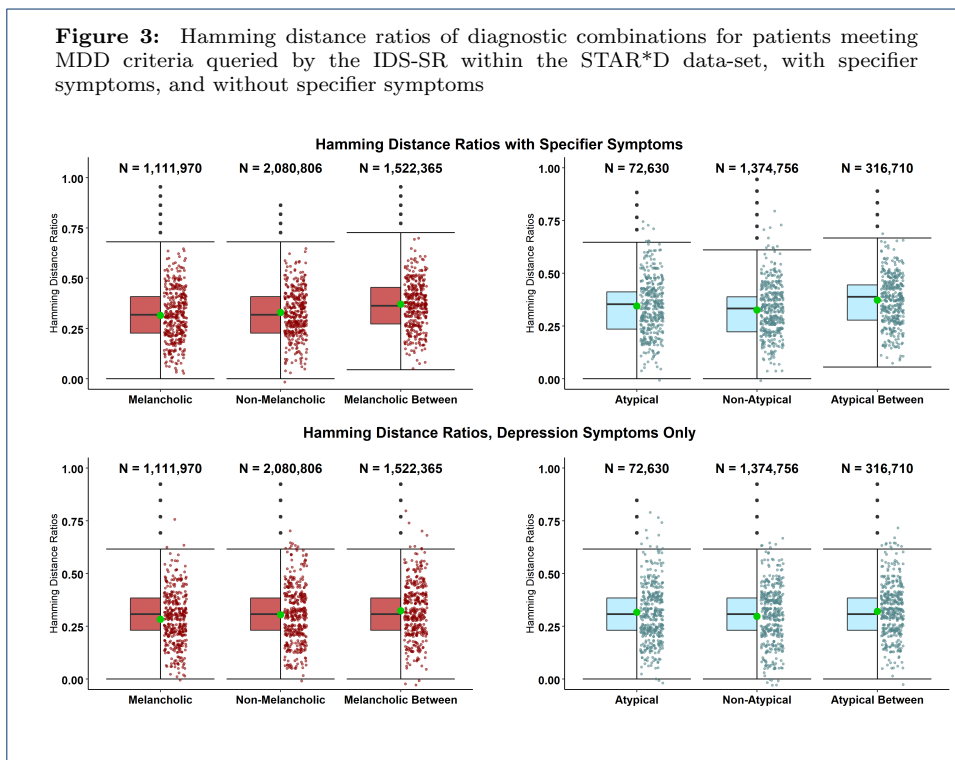 Figure 3: Hamming distance ratios of diagnostic combinations for patients meeting
MDD criteria queried by the IDS-SR within the STAR*D data-set, with specifier
symptoms, and without specifier symptoms
Hamming Distance Ratios with Specifier Symptoms
N = 1,111,970 N = 2,080,806 N = 1,522,365
1.00
0.75
0.50
0.25
0.00
Hamming Distance Ratios
Melancholic Non-Melancholic Melancholic Between
N = 72,630 N = 1,374,756 N = 316,710
1.00
0.75
0.50
0.25
0.00
Hamming Distance Ratios
Atypical Non-Atypical Atypical Between
Hamming Distance Ratios, Depression Symptoms Only
N = 1,111,970 N = 2,080,806 N = 1,522,365
1.00
0.75
0.50
0.25
0.00
Hamming Distance Ratios
Melancholic Non-Melancholic Melancholic Between
N = 72,630 N = 1,374,756 N = 316,710
1.00
0.75
0.50
0.25
0.00
Hamming Distance Ratios
Atypical Non-Atypical Atypical Between